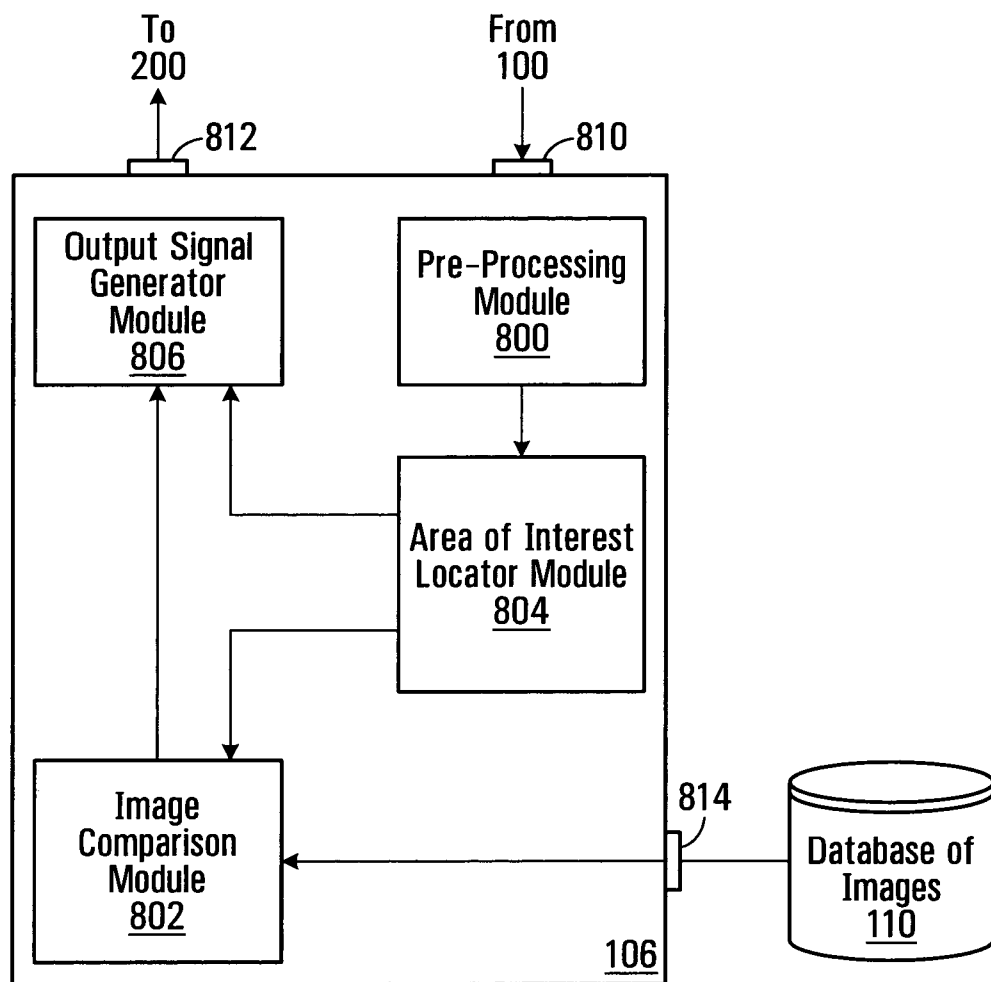 To
200
From
100
812
810
Output Signal
Generator
Module
806
Pre-Processing
Module
800
Area of Interest
Locator Module
804
Image
Comparison
Module
802
814
Database of
Images
110
106